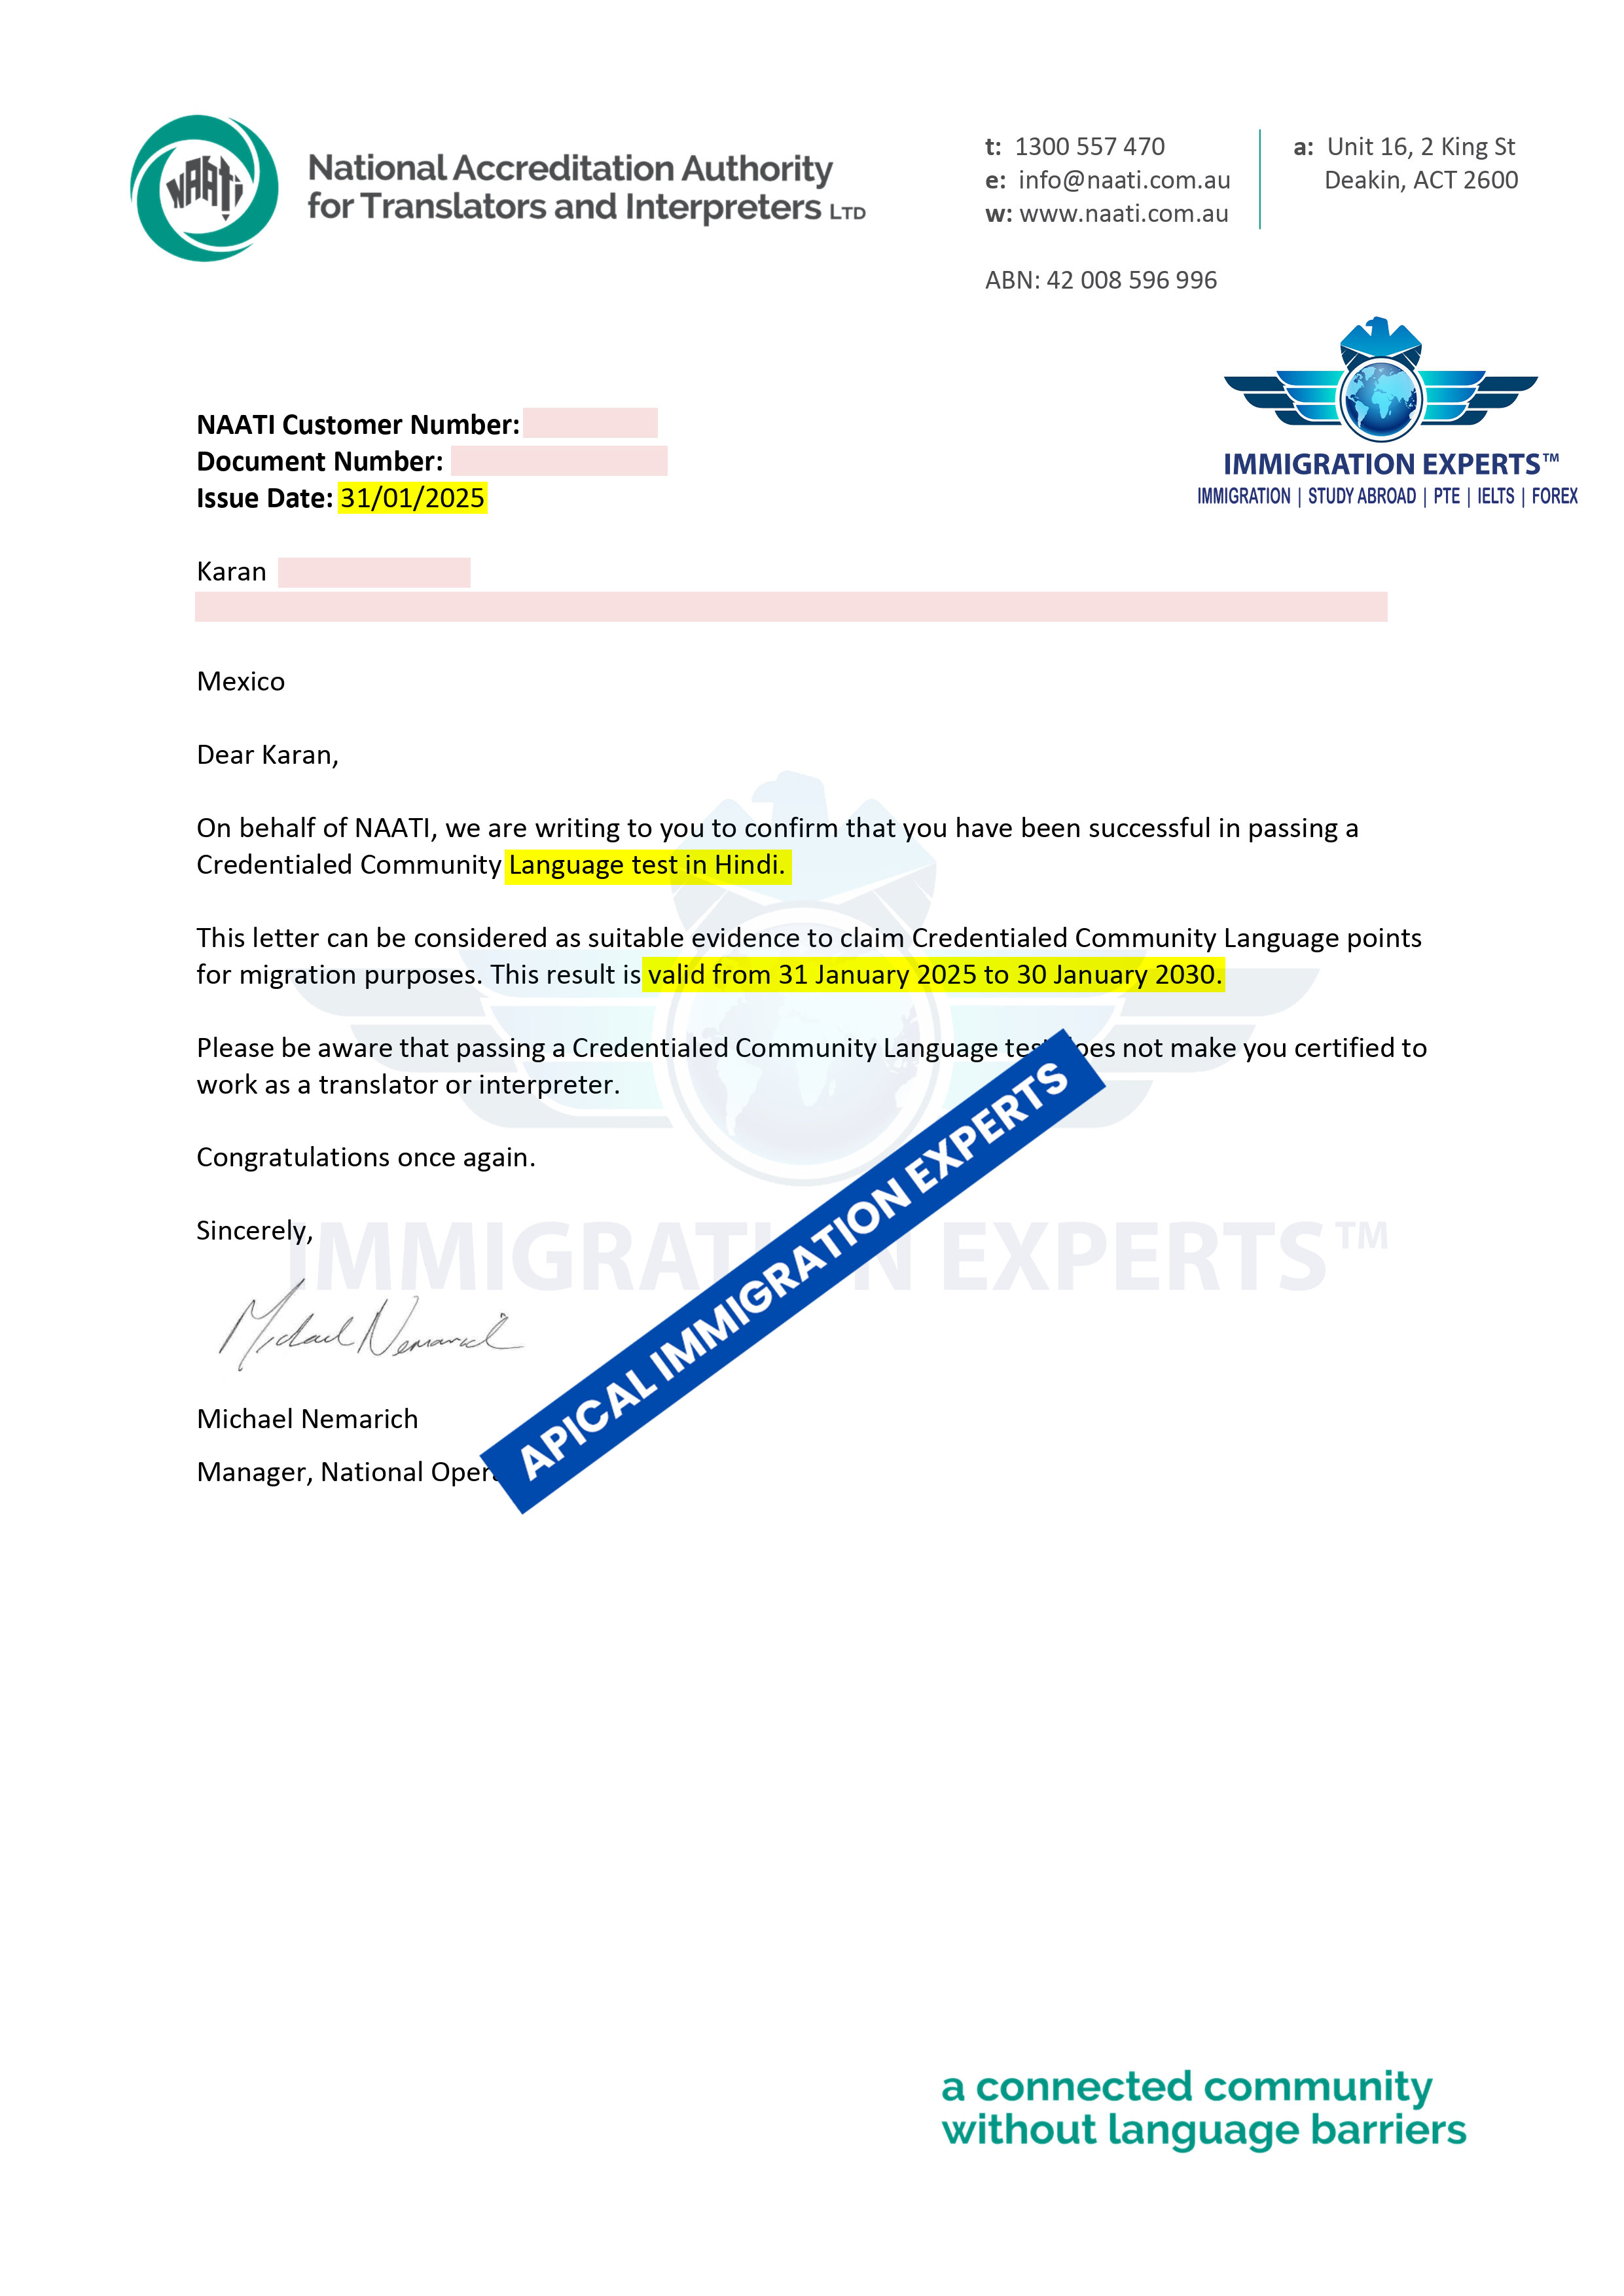 NAATI
National Accreditation Authority
for Translators and Interpreters LTD
t: 1300 557 470
e: info@naati.com.au
w: www.naati.com.au
a: Unit 16, 2 King St
Deakin, ACT 2600
ABN: 42 008 596 996
IMMIGRATION EXPERTS™
IMMIGRATION | STUDY ABROAD | PTE | IELTS | FOREX
NAATI Customer Number:
Document Number:
Issue Date: 31/01/2025
Karan
Mexico
Dear Karan,
On behalf of NAATI, we are writing to you to confirm that you have been successful in passing a
Credentialed Community Language test in Hindi.
This letter can be considered as suitable evidence to claim Credentialed Community Language points
for migration purposes. This result is valid from 31 January 2025 to 30 January 2030.
Please be aware that passing a Credentialed Community Language test does not make you certified to
work as a translator or interpreter.
Congratulations once again.
Sincerely,
IMMIGRATION EXPERTS™
Michael Nemarich
Michael Nemarich
Manager, National
APICAL IMMIGRATION EXPERTS
a connected community
without language barriers